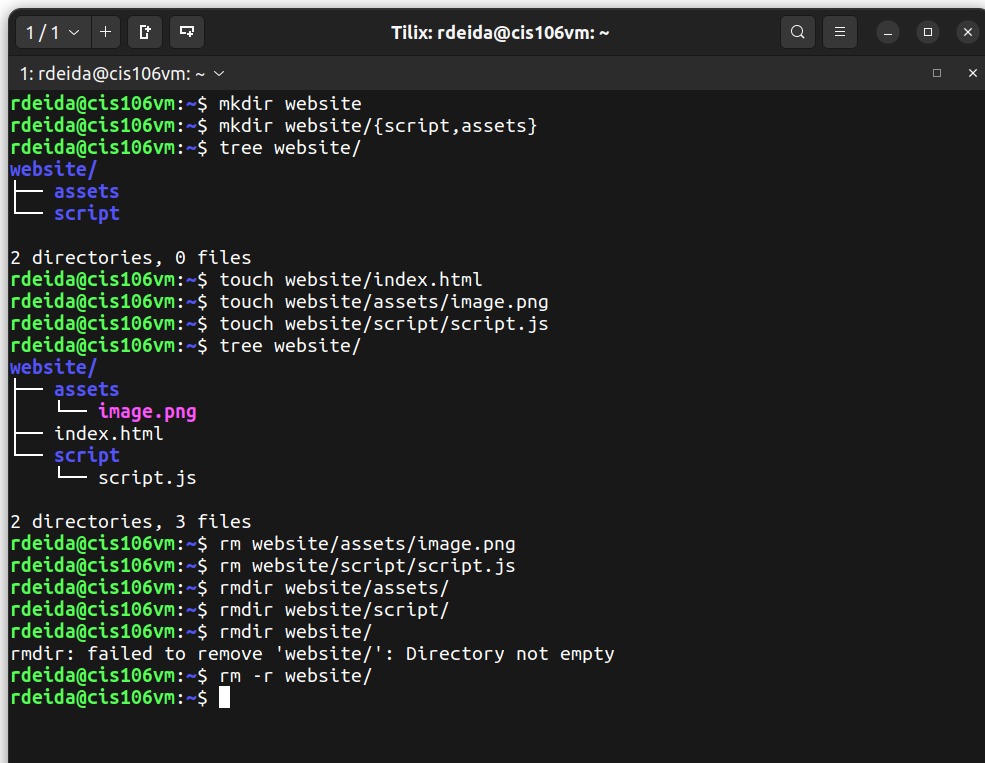 1 / 1
Tilix: rdeida@cis106vm: ~
1: rdeida@cis106vm: ~
rdeida@cis106vm:~$ mkdir website
rdeida@cis106vm:~$ mkdir website/{script,assets}
rdeida@cis106vm:~$ tree website/
website/
├── assets
└── script

2 directories, 0 files
rdeida@cis106vm:~$ touch website/index.html
rdeida@cis106vm:~$ touch website/assets/image.png
rdeida@cis106vm:~$ touch website/script/script.js
rdeida@cis106vm:~$ tree website/
website/
├── assets
│   └── image.png
├── index.html
└── script
    └── script.js

2 directories, 3 files
rdeida@cis106vm:~$ rm website/assets/image.png
rdeida@cis106vm:~$ rm website/script/script.js
rdeida@cis106vm:~$ rmdir website/assets/
rdeida@cis106vm:~$ rmdir website/script/
rdeida@cis106vm:~$ rmdir website/
rmdir: failed to remove 'website/': Directory not empty
rdeida@cis106vm:~$ rm -r website/
rdeida@cis106vm:~$